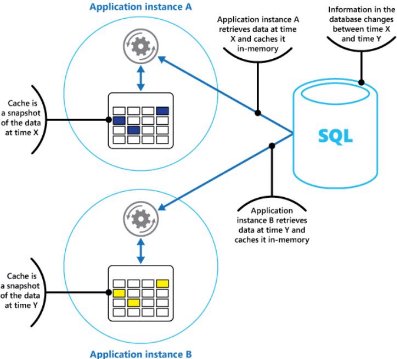 Application instance A
Application instance A
retrieves data at time
X and caches it
in-memory
Information in the
database changes
between time X
and time Y
Cache is
a snapshot
of the data
at time X
SQL
Application
instance B retrieves
data at time Y and
caches it in-memory
Cache is
a snapshot
of the data
at time Y
Application instance B